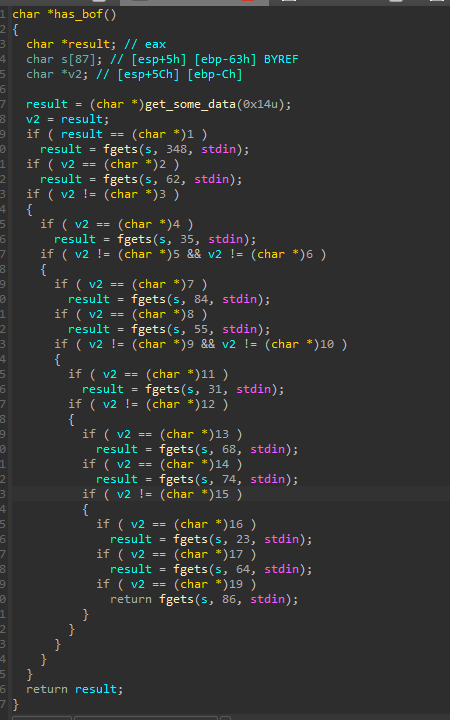 1 char *has_bof()
2 {
3 char *result; // eax
4 char s[87]; // [esp+5h] [ebp-63h] BYREF
5 char *v2; // [esp+5Ch] [ebp-Ch]
7 result = (char *)get_some_data(0x14u);
8 v2 = result;
9 if ( result == (char *)1 )
0 result = fgets(s, 348, stdin);
1 if ( v2 == (char *)2 )
2 result = fgets(s, 62, stdin);
3 if ( v2 != (char *)3 )
4 {
5 if ( v2 == (char *)4 )
6 result = fgets(s, 35, stdin);
7 if ( v2 != (char *)5 && v2 != (char *)6 )
8 {
9 if ( v2 == (char *)7 )
0 result = fgets(s, 84, stdin);
1 if ( v2 == (char *)8 )
2 result = fgets(s, 55, stdin);
3 if ( v2 != (char *)9 && v2 != (char *)10 )
4 {
5 if ( v2 == (char *)11 )
6 result = fgets(s, 31, stdin);
7 if ( v2 != (char *)12 )
8 {
9 if ( v2 == (char *)13 )
0 result = fgets(s, 68, stdin);
1 if ( v2 == (char *)14 )
2 result = fgets(s, 74, stdin);
3 if ( v2 != (char *)15 )
4 {
5 if ( v2 == (char *)16 )
6 result = fgets(s, 23, stdin);
7 if ( v2 == (char *)17 )
8 result = fgets(s, 64, stdin);
9 if ( v2 == (char *)19 )
0 return fgets(s, 86, stdin);
1 }
2 }
3 }
4 }
5 }
6 return result;
7 }